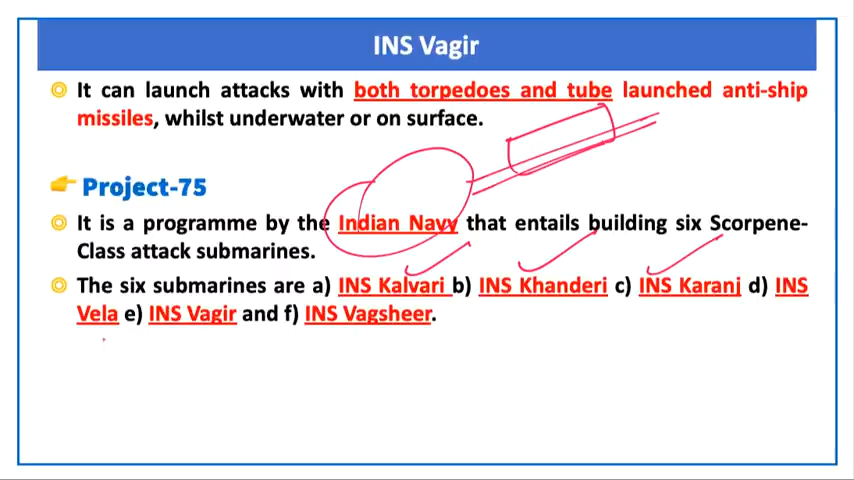 INS Vagir
It can launch attacks with both torpedoes and tube launched anti-ship
missiles, whilst underwater or on surface.
Project-75
It is a programme by the Indian Navy that entails building six Scorpene-
Class attack submarines.
The six submarines are a) INS Kalvari b) INS Khanderi c) INS Karanj d) INS
Vela e) INS Vagir and f) INS Vagsheer.